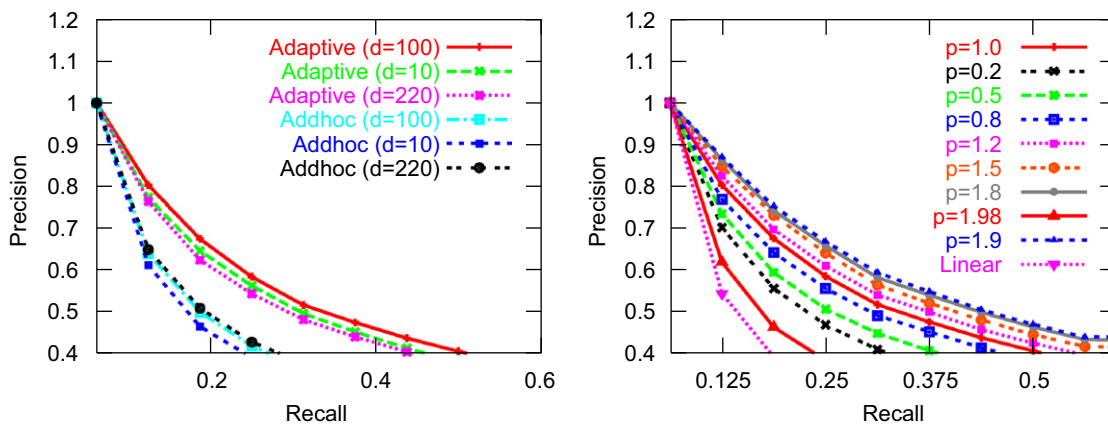 1.2
1.1
1
0.9
0.8
0.7
0.6
0.5
0.4
Precision
Adaptive (d=100)
Adaptive (d=10)
Adaptive (d=220)
Addhoc (d=100)
Addhoc (d=10)
Addhoc (d=220)
0.2 0.4 0.6
Recall
1.2
1.1
1
0.9
0.8
0.7
0.6
0.5
0.4
Precision
p=1.0
p=0.2
p=0.5
p=0.8
p=1.2
p=1.5
p=1.8
p=1.98
p=1.9
Linear
0.125 0.25 0.375 0.5
Recall